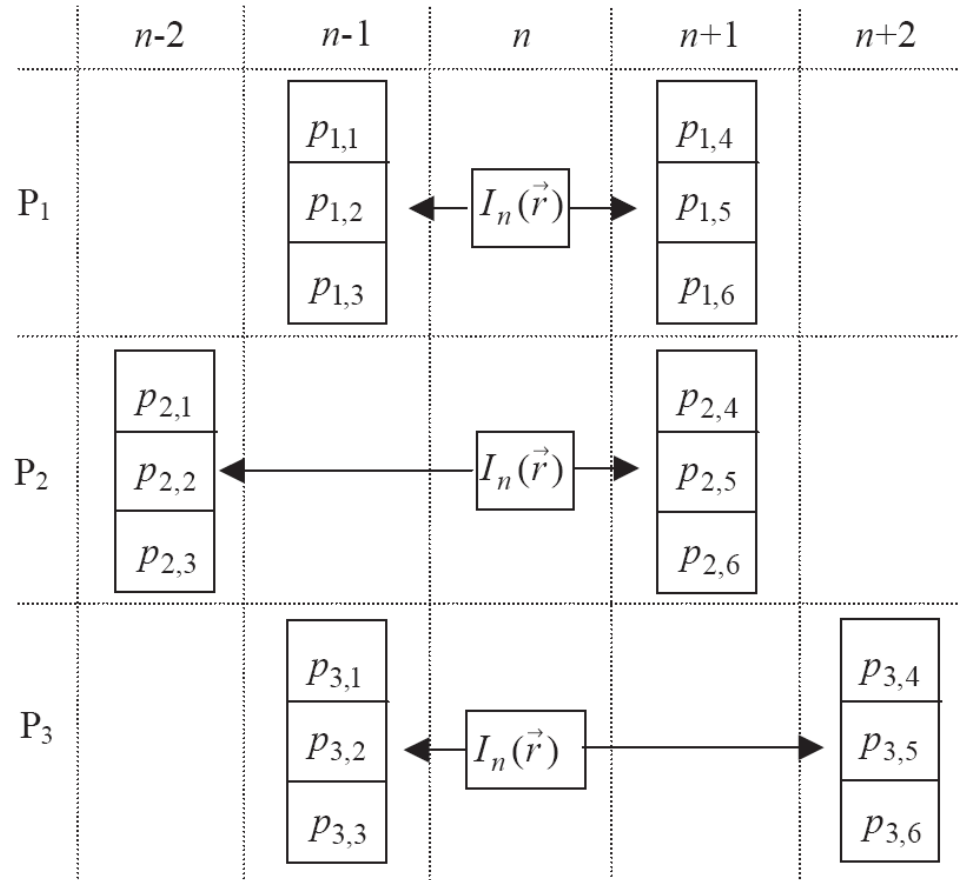 n-2 n-1 n n+1 n+2
p1,1 p1,4
P1 p1,2 In(r⃗) p1,5
p1,3 p1,6
p2,1 p2,4
P2 p2,2 In(r⃗) p2,5
p2,3 p2,6
p3,1 p3,4
P3 p3,2 In(r⃗) p3,5
p3,3 p3,6